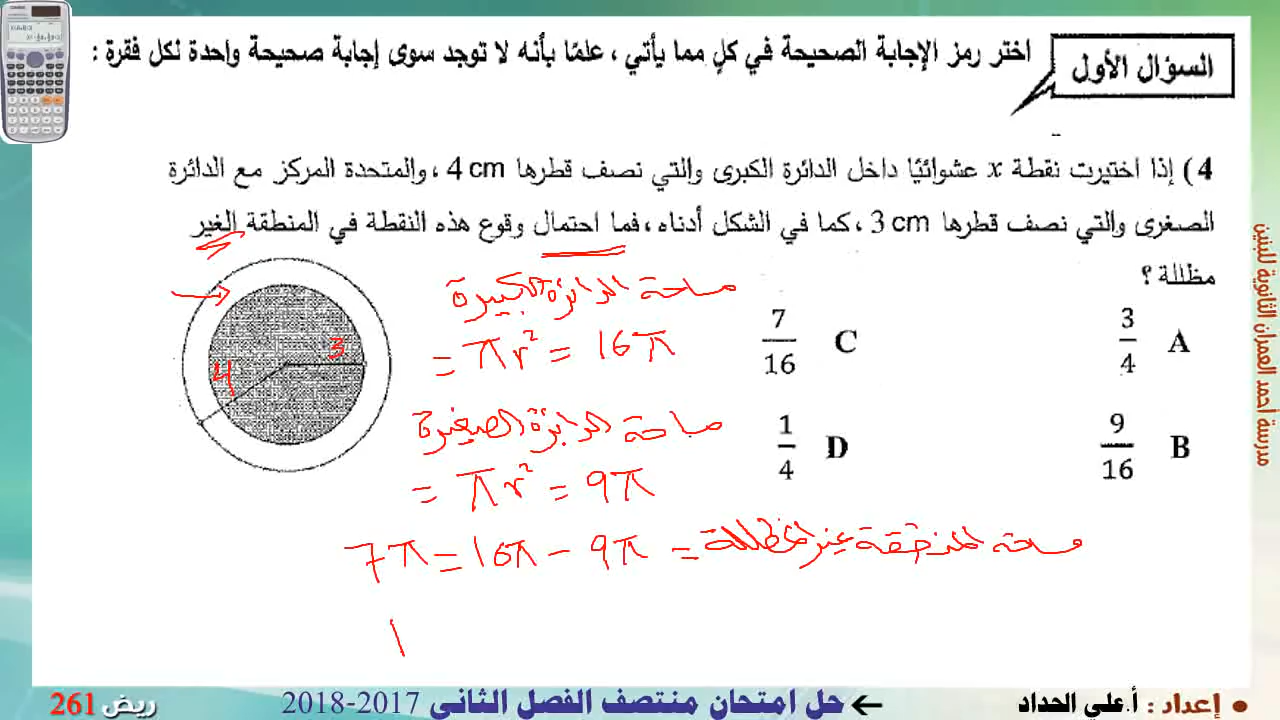 السؤال الأول
اختر رمز الإجابة الصحيحة في كلٍ مما يأتي ، علمًا بأنه لا توجد سوى إجابة صحيحة واحدة لكل فقرة :
4) إذا اختيرت نقطة x عشوائيًا داخل الدائرة الكبرى والتي نصف قطرها 4 cm ، والمتحدة المركز مع الدائرة
الصغرى والتي نصف قطرها 3 cm ، كما في الشكل أدناه، فما احتمال وقوع هذه النقطة في المنطقة الغير
مظللة ؟
A 3/4
C 7/16
B 9/16
D 1/4
3
4
مساحة الدائرة الكبيرة
= πr² = 16π
مساحة الدائرة الصغيرة
= πr² = 9π
مساحة المنطقة غير المظللة = 16π − 9π = 7π
مدرسة أحمد العمران الثانوية للبنين
إعداد : أ.علي الحداد
حل امتحان منتصف الفصل الثاني 2017-2018
ريض 261